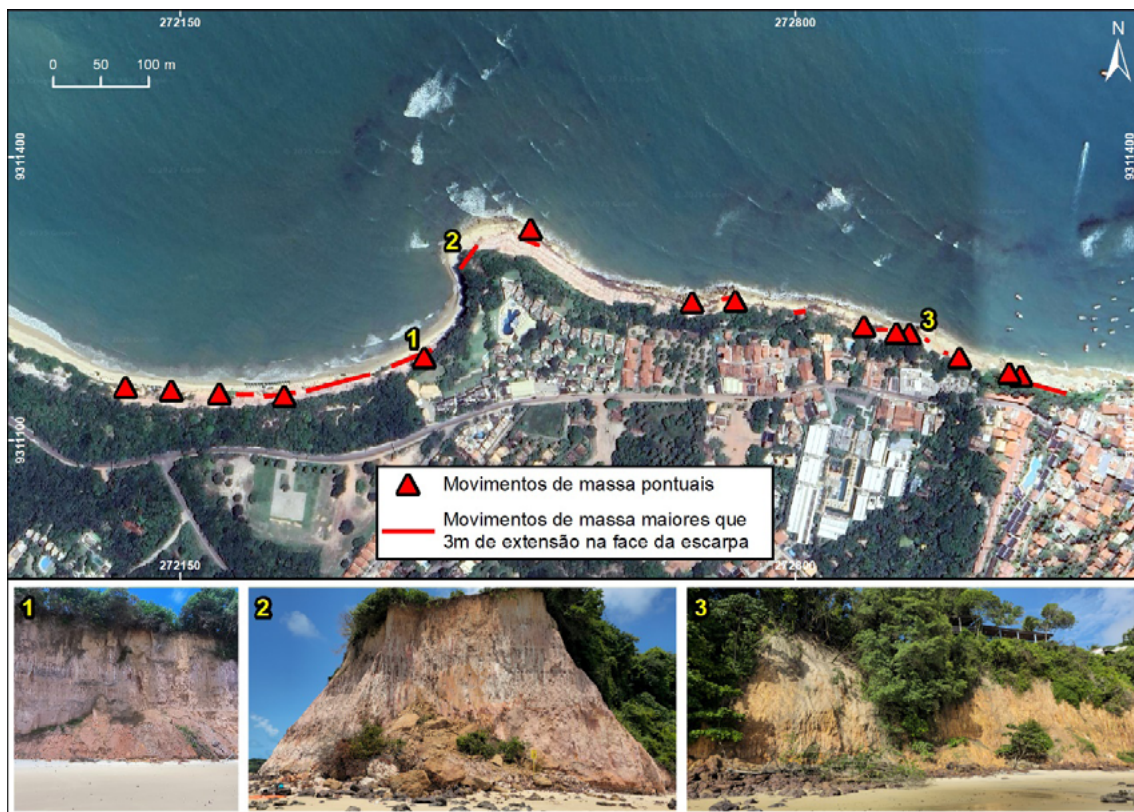 272150
272800
N
0 50 100 m
9311400
9311400
2
1
3
9311100
9311100
Movimentos de massa pontuais
Movimentos de massa maiores que
3m de extensão na face da escarpa
272150
272800
1
2
3